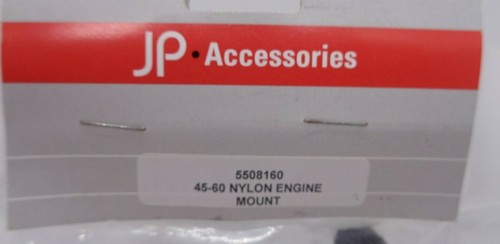 JP•Accessories
5508160
45-60 NYLON ENGINE
MOUNT